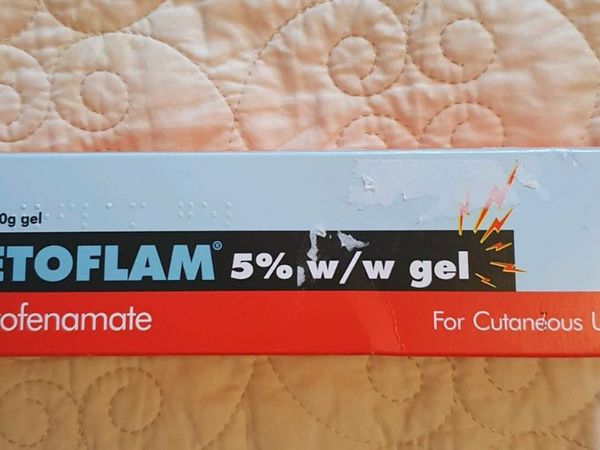 0g gel
ETOFLAM® 5% w/w gel
ofenamate
For Cutaneous U